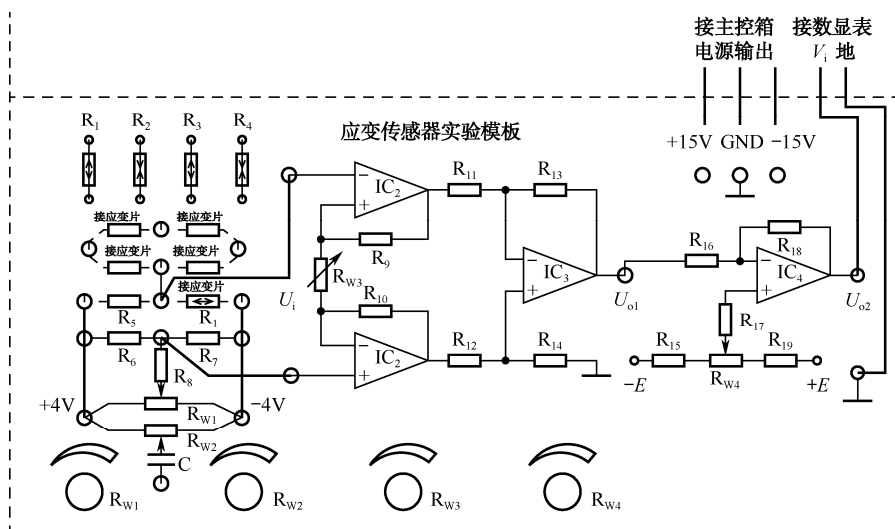 接主控箱
电源输出
接数显表
Vi 地
+15V GND −15V
应变传感器实验模板
R1 R2 R3 R4
接应变片 接应变片
接应变片 接应变片
接应变片
R5 R1
R6 R7
R8
+4V −4V
RW1
RW2
C
Ui
− IC2 +
R9
RW3
R10
− IC2 +
R11 R13
R12 R14
IC3
Uo1
R16
R18
− IC4 +
R17
Uo2
R15 RW4 R19
−E +E
RW1 RW2 RW3 RW4